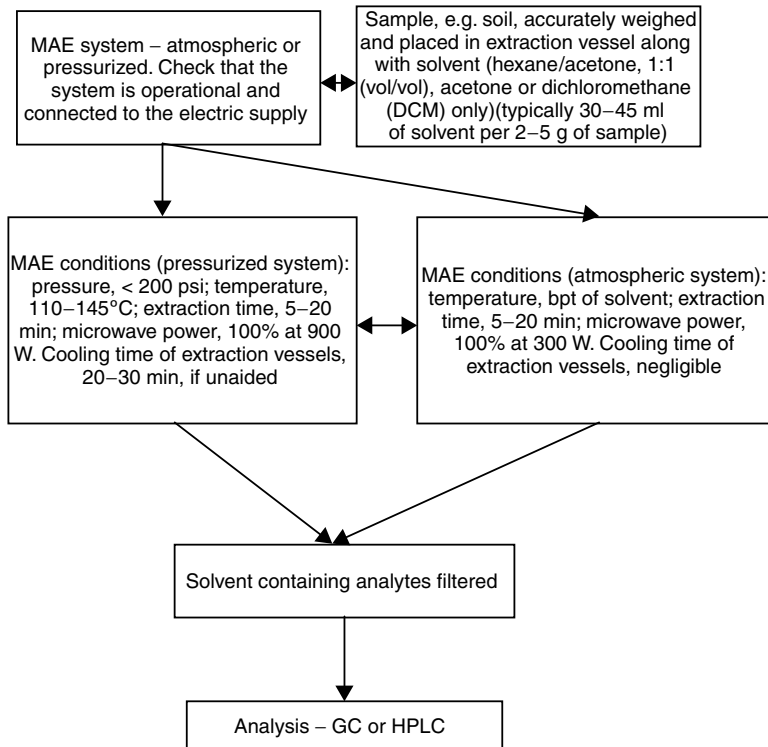 MAE system – atmospheric or
pressurized. Check that the
system is operational and
connected to the electric supply
Sample, e.g. soil, accurately weighed
and placed in extraction vessel along
with solvent (hexane/acetone, 1:1
(vol/vol), acetone or dichloromethane
(DCM) only)(typically 30–45 ml
of solvent per 2–5 g of sample)
MAE conditions (pressurized system):
pressure, < 200 psi; temperature,
110–145°C; extraction time, 5–20
min; microwave power, 100% at 900
W. Cooling time of extraction vessels,
20–30 min, if unaided
MAE conditions (atmospheric system):
temperature, bpt of solvent; extraction
time, 5–20 min; microwave power,
100% at 300 W. Cooling time of
extraction vessels, negligible
Solvent containing analytes filtered
Analysis – GC or HPLC